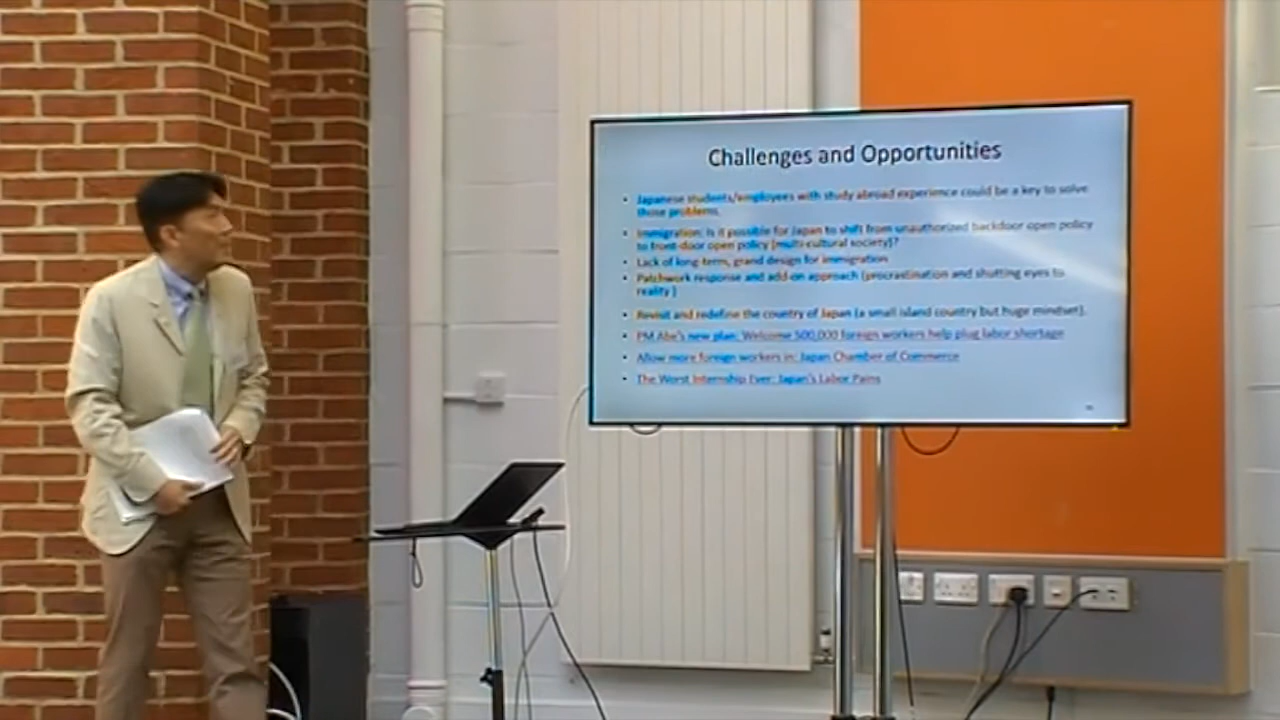 Challenges and Opportunities
• Japanese students/employees with study abroad experience could be a key to solve
those problems.
• Immigration: Is it possible for Japan to shift from unauthorized backdoor open policy
to front-door open policy (multi-cultural society)?
• Lack of long-term, grand design for immigration
• Patchwork response and add-on approach (procrastination and shutting eyes to
reality)
• Revisit and redefine the country of Japan (a small island country but huge mindset).
• PM Abe's new plan: Welcome 500,000 foreign workers help plug labor shortage
• Allow more foreign workers in: Japan Chamber of Commerce
• The Worst Internship Ever: Japan's Labor Pains